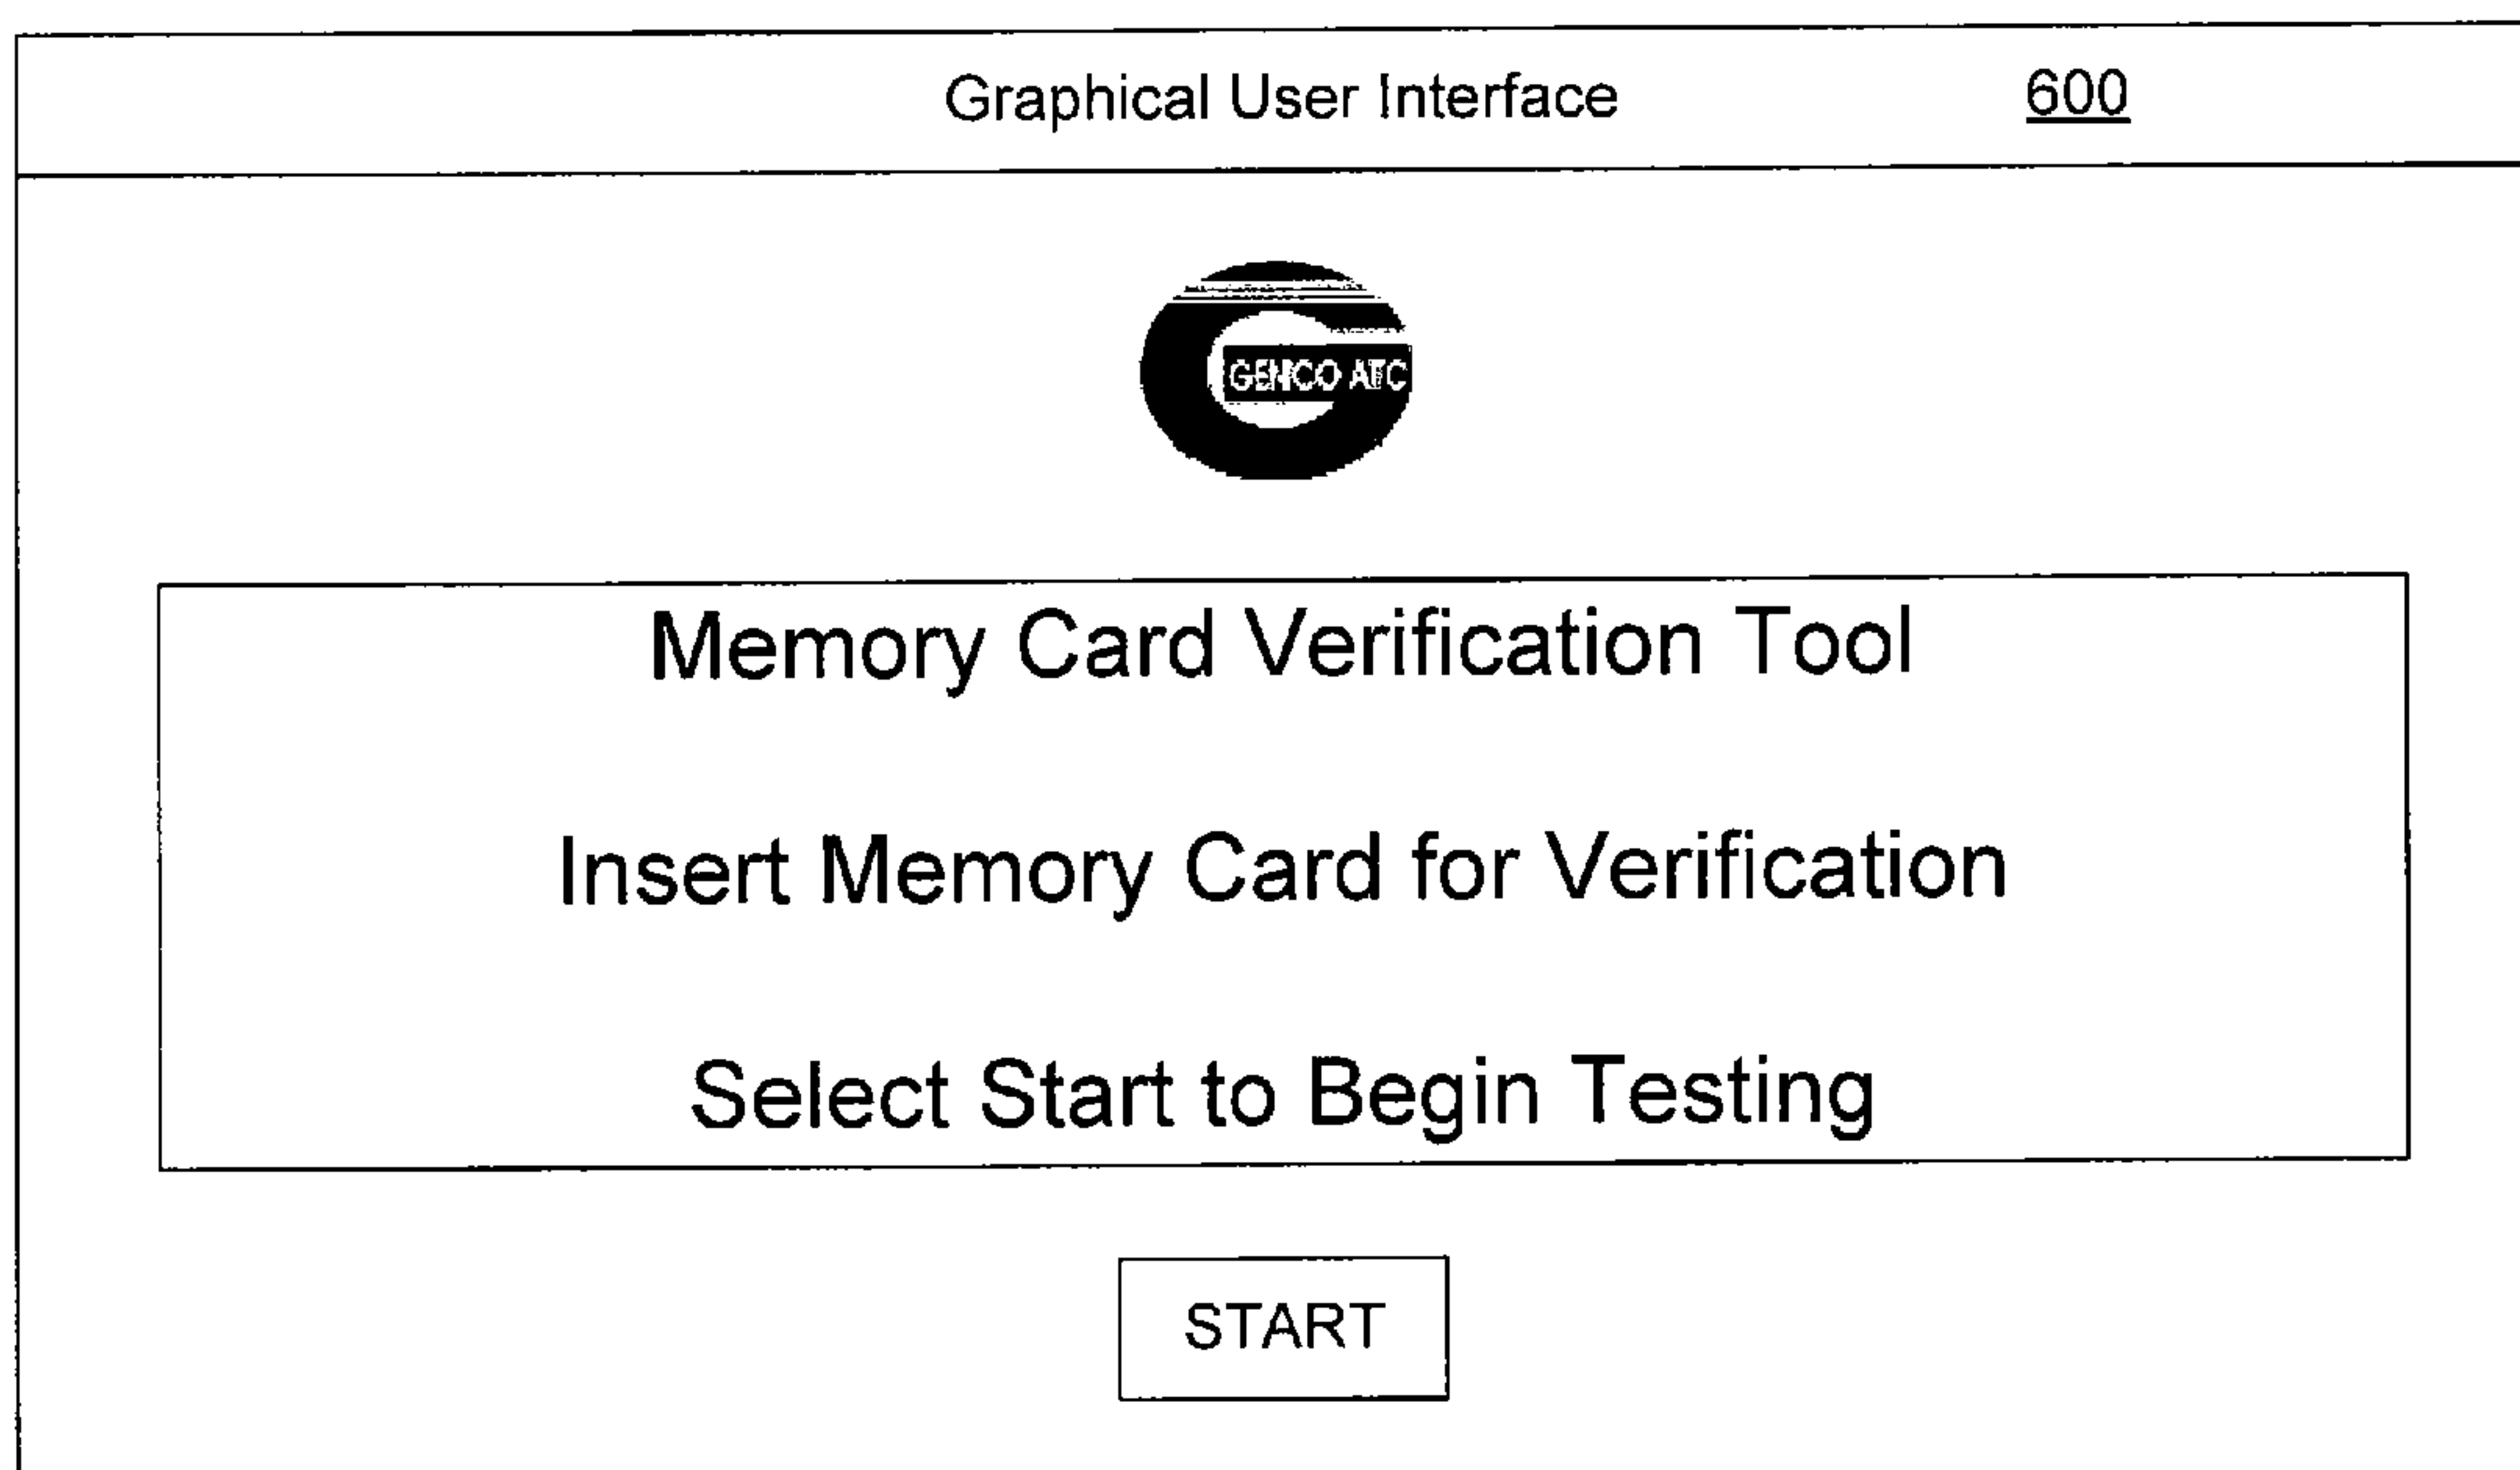 Graphical User Interface 600
GENCO ATC
Memory Card Verification Tool
Insert Memory Card for Verification
Select Start to Begin Testing
START